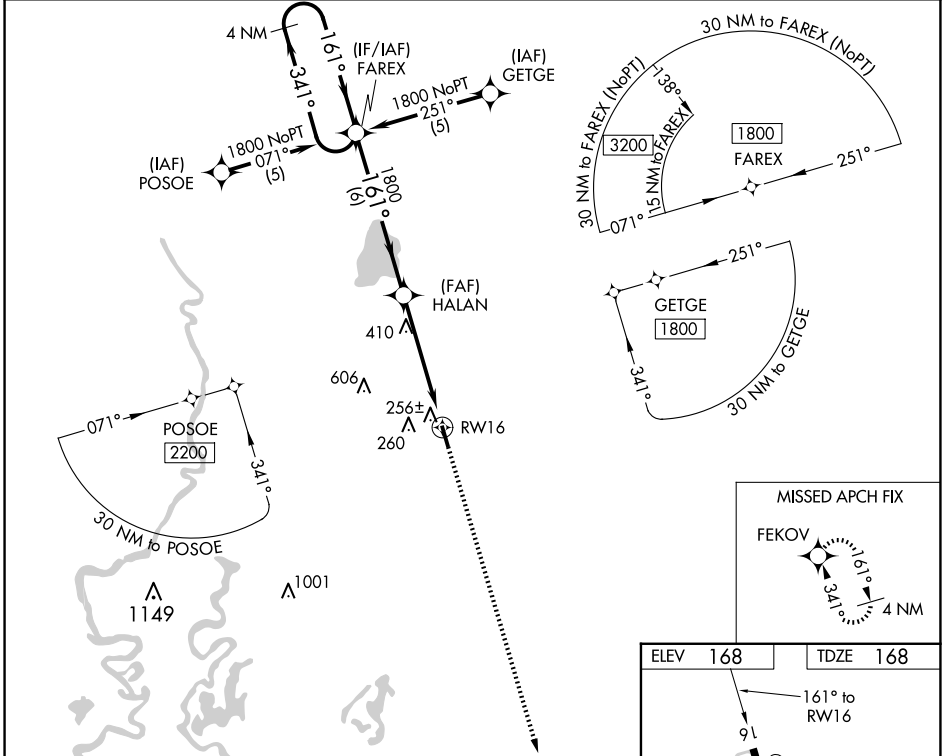 4 NM
161°
341°
(IF/IAF)
FAREX
(IAF)
GETGE
1800 NoPT
251°
(5)
(IAF)
POSOE
1800 NoPT
071°
(5)
1800
161°
(6)
(FAF)
HALAN
410
606
256±
260
RW16
30 NM to FAREX (NoPT)
30 NM to FAREX (NoPT)
138°
3200
15 NM to FAREX
1800
FAREX
251°
071°
251°
GETGE
1800
341°
30 NM to GETGE
071°
POSOE
2200
341°
30 NM to POSOE
1149
1001
MISSED APCH FIX
FEKOV
161°
341°
4 NM
ELEV 168
TDZE 168
161° to
RW16
16